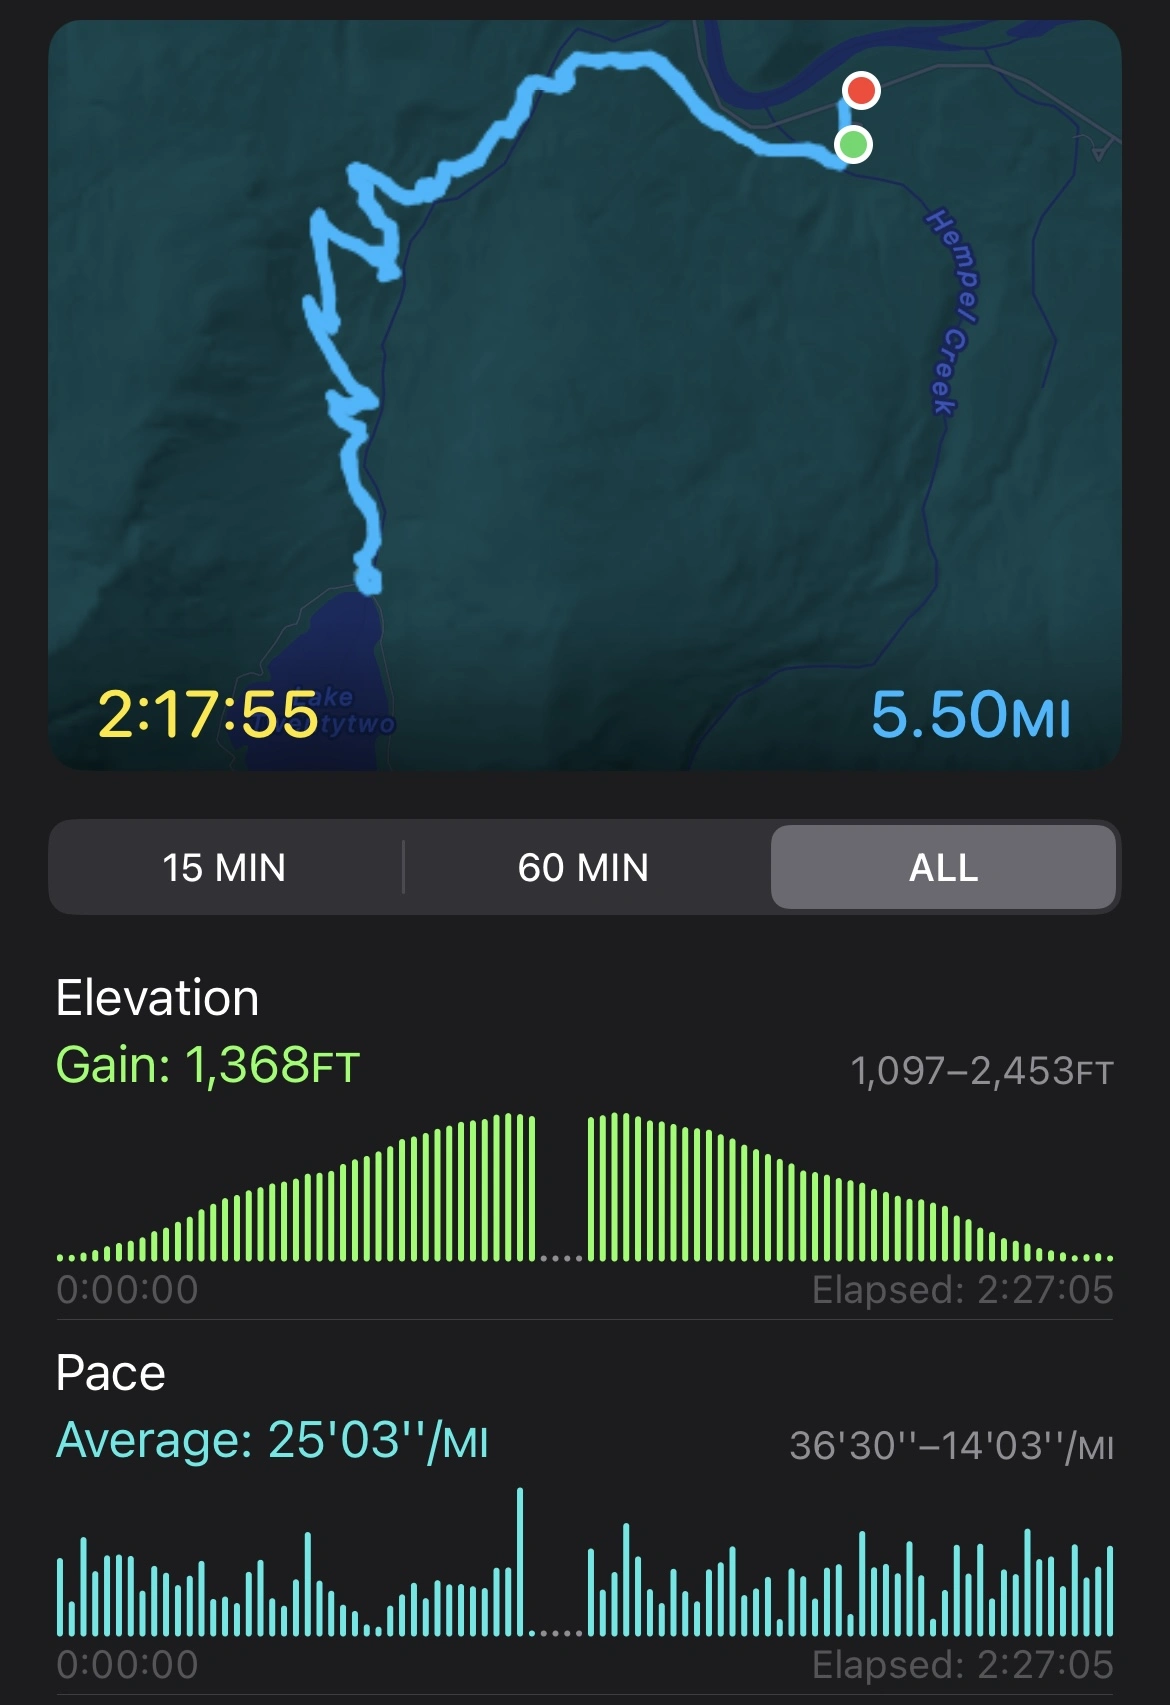 Hempel Creek
Lake
2:17:55
5.50MI
15 MIN
60 MIN
ALL
Elevation
Gain: 1,368FT
1,097–2,453FT
0:00:00
Elapsed: 2:27:05
Pace
Average: 25'03''/MI
36'30''–14'03''/MI
0:00:00
Elapsed: 2:27:05